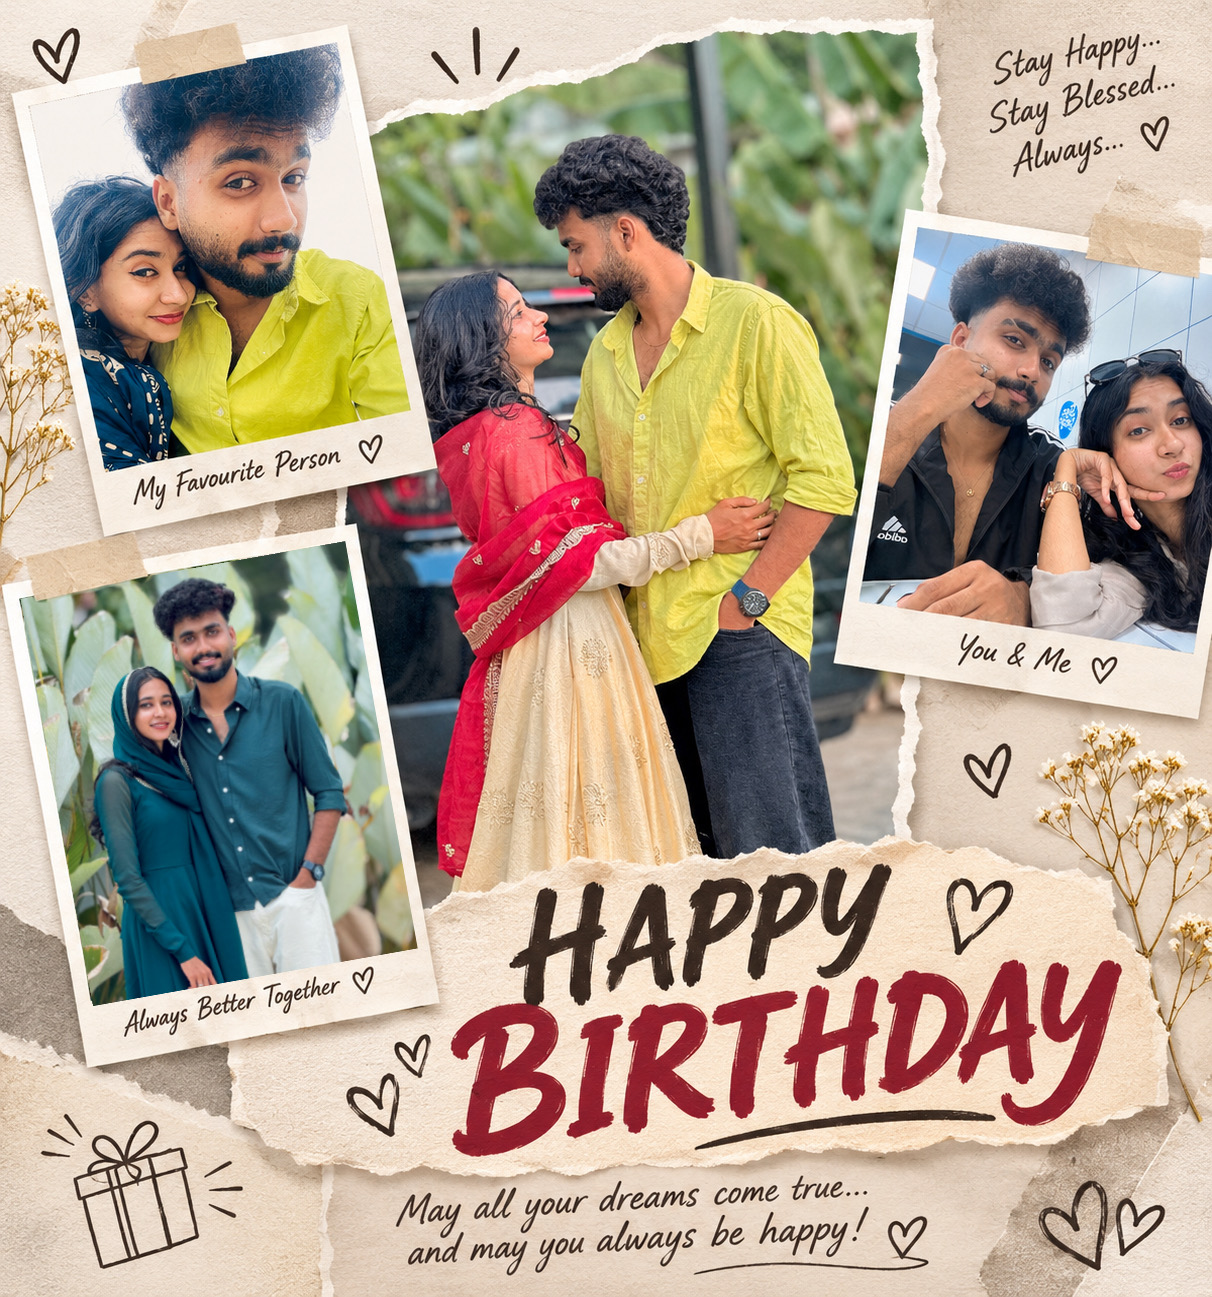 Stay Happy...
Stay Blessed...
Always...
My Favourite Person
You & Me
Always Better Together
HAPPY
BIRTHDAY
May all your dreams come true...
and may you always be happy!